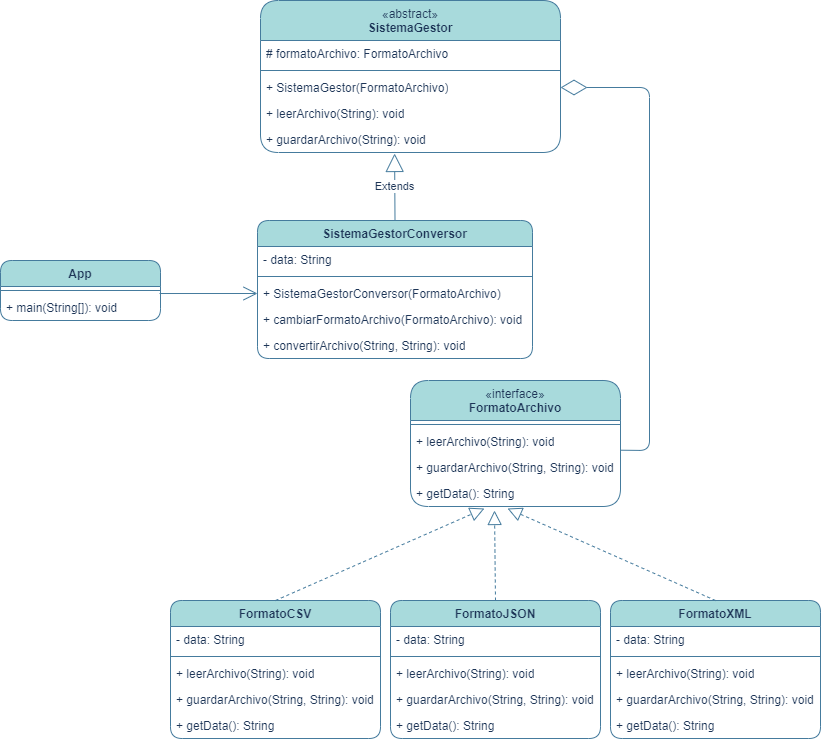 «abstract»
SistemaGestor
# formatoArchivo: FormatoArchivo
+ SistemaGestor(FormatoArchivo)
+ leerArchivo(String): void
+ guardarArchivo(String): void
Extends
SistemaGestorConversor
- data: String
+ SistemaGestorConversor(FormatoArchivo)
+ cambiarFormatoArchivo(FormatoArchivo): void
+ convertirArchivo(String, String): void
App
+ main(String[]): void
«interface»
FormatoArchivo
+ leerArchivo(String): void
+ guardarArchivo(String, String): void
+ getData(): String
FormatoCSV
- data: String
+ leerArchivo(String): void
+ guardarArchivo(String, String): void
+ getData(): String
FormatoJSON
- data: String
+ leerArchivo(String): void
+ guardarArchivo(String, String): void
+ getData(): String
FormatoXML
- data: String
+ leerArchivo(String): void
+ guardarArchivo(String, String): void
+ getData(): String